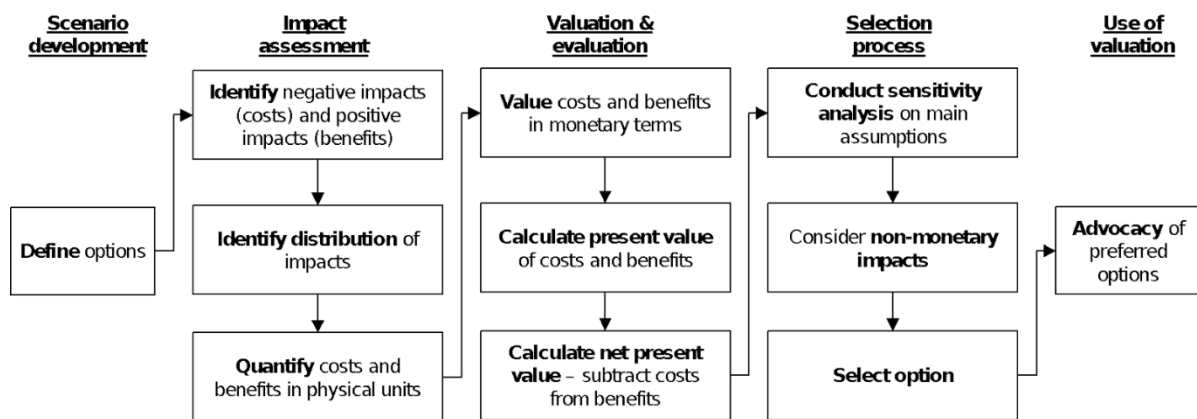 Scenario
development
Impact
assessment
Valuation &
evaluation
Selection
process
Use of
valuation
Define options
Identify negative impacts
(costs) and positive
impacts (benefits)
Identify distribution of
impacts
Quantify costs and
benefits in physical units
Value costs and benefits
in monetary terms
Calculate present value
of costs and benefits
Calculate net present
value – subtract costs
from benefits
Conduct sensitivity
analysis on main
assumptions
Consider non-monetary
impacts
Select option
Advocacy of
preferred
options